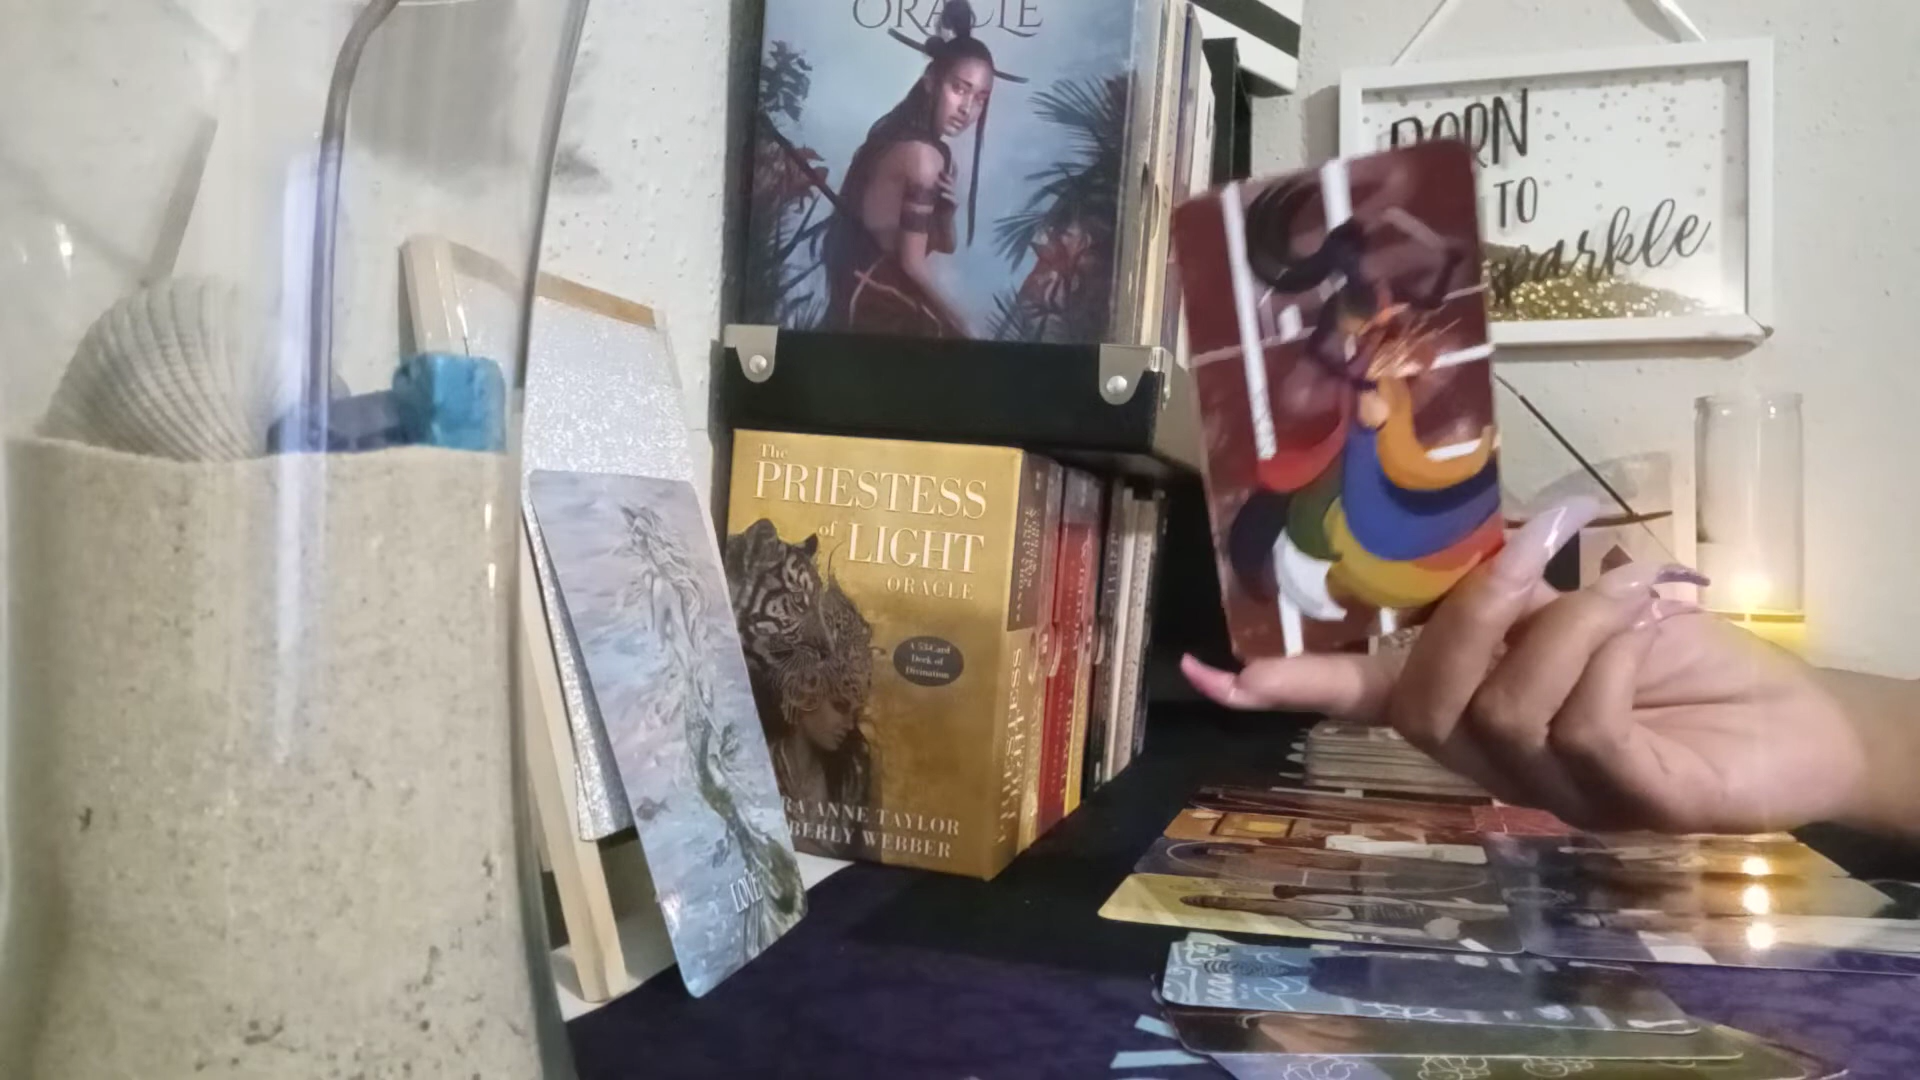 ORACLE
BORN
TO
sparkle
The
PRIESTESS
of LIGHT
ORACLE
A 53-Card
Deck of
Divination
RA ANNE TAYLOR
BERLY WEBBER
LOVE